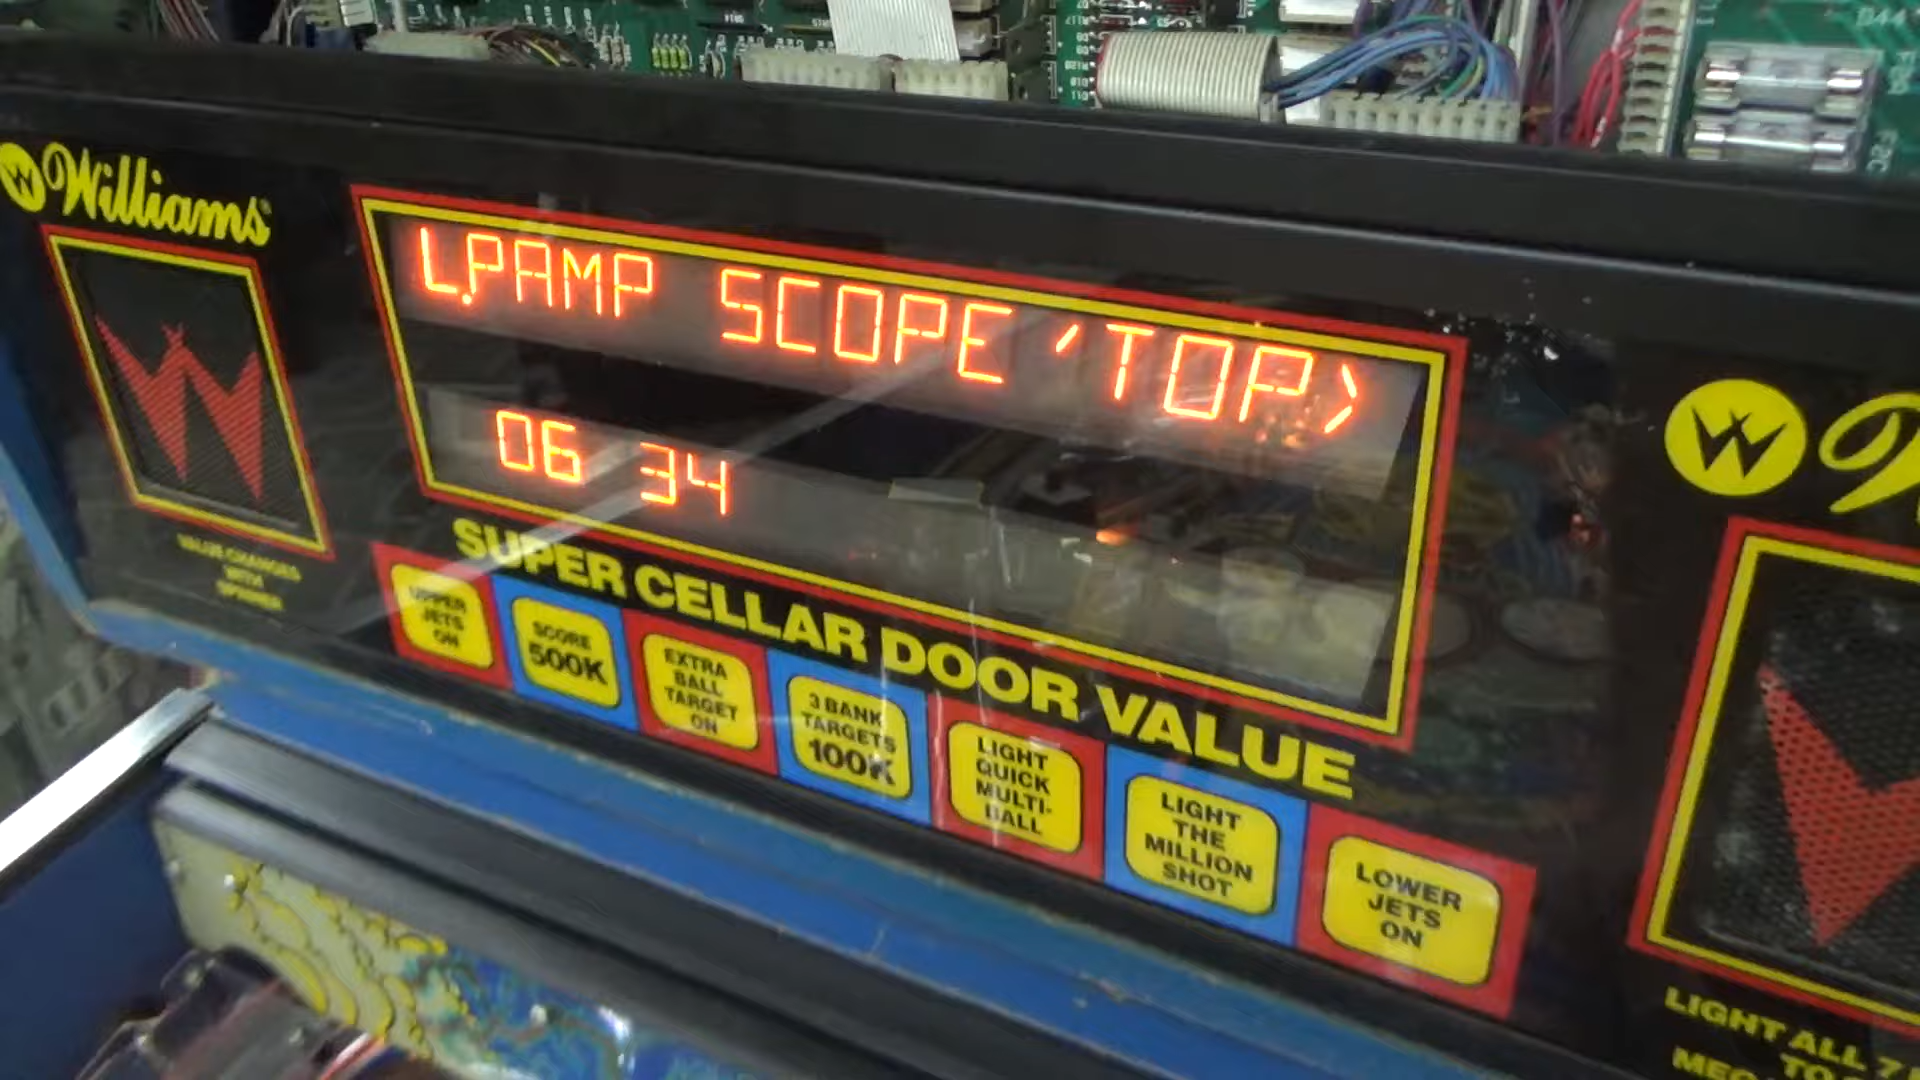 Williams
L.PAMP SCOPE 'TOP>
06 34
VALUE CHANGES
WITH
SPINNER
SUPER CELLAR DOOR VALUE
UPPER
JETS
ON
SCORE
500K
EXTRA
BALL
TARGET
ON
3 BANK
TARGETS
100K
LIGHT
QUICK
MULTI-
BALL
LIGHT
THE
MILLION
SHOT
LOWER
JETS
ON
LIGHT ALL 7
TO